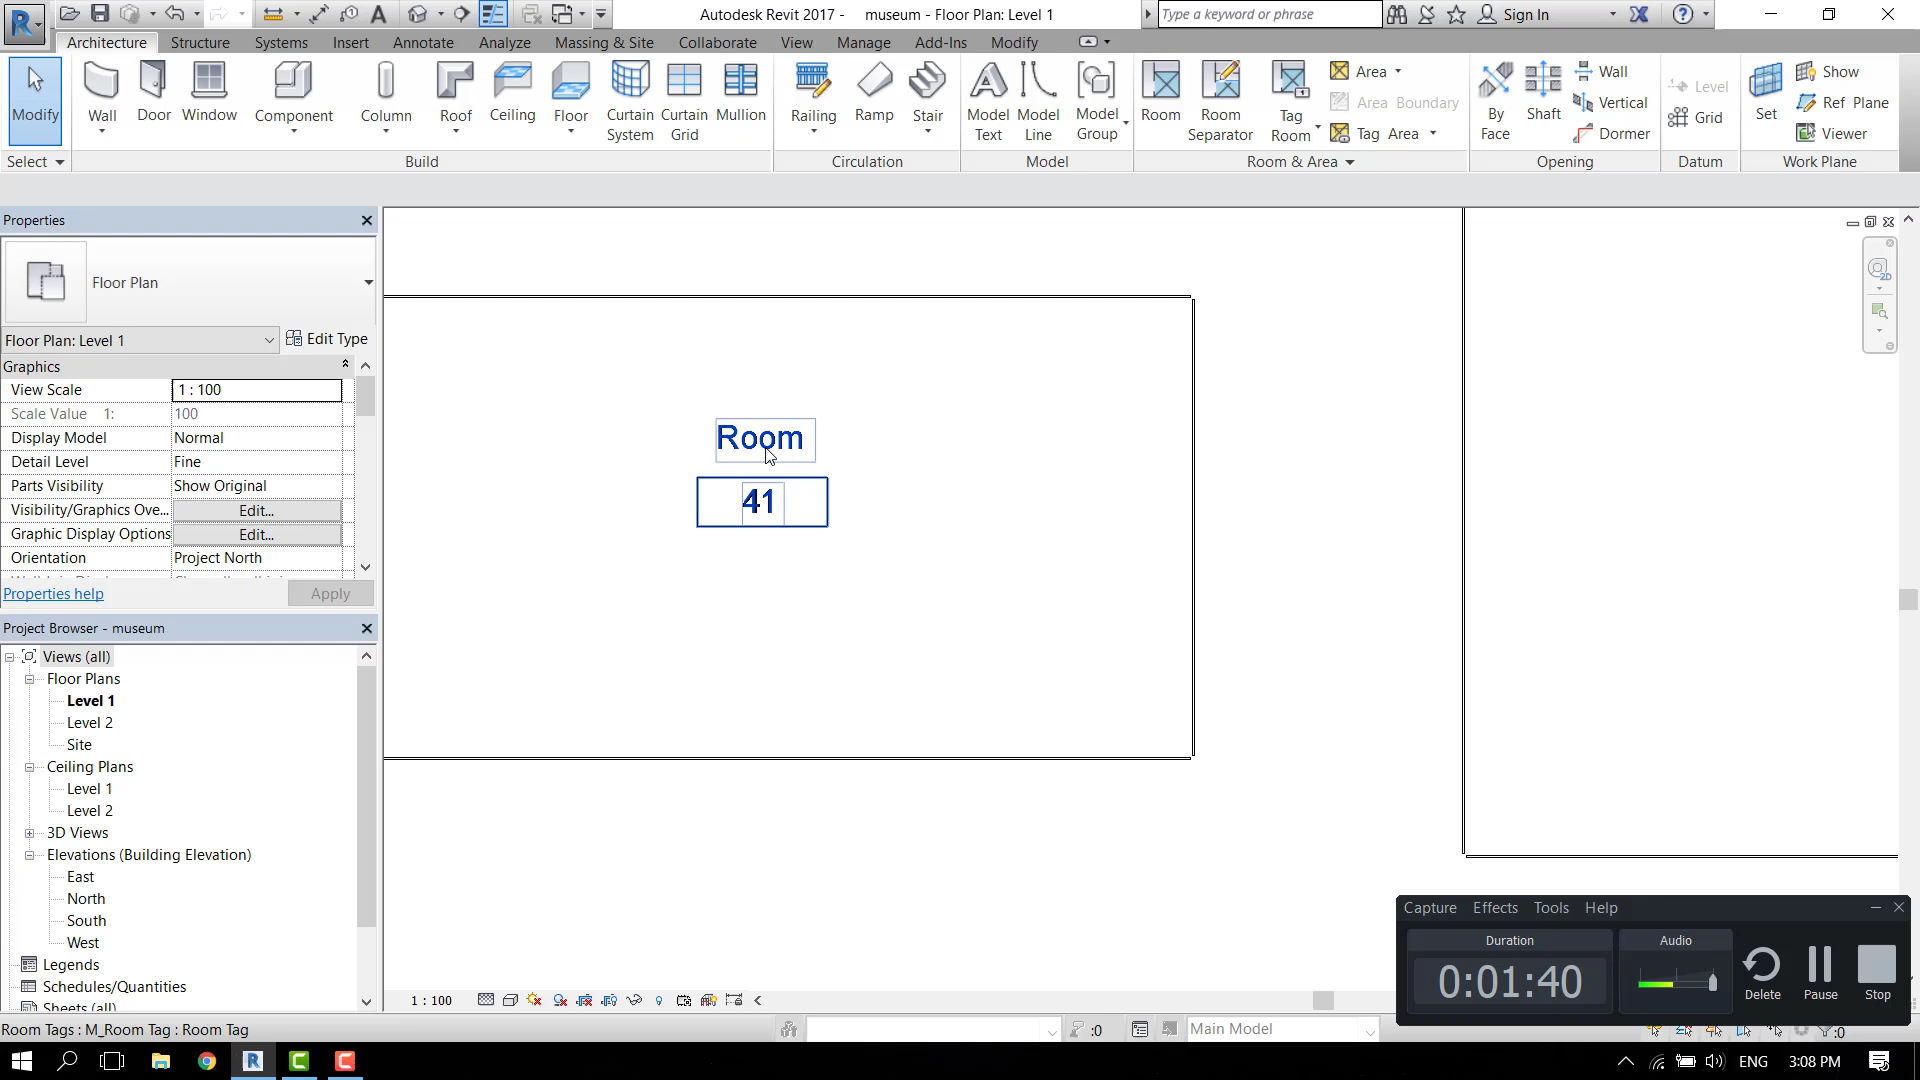 Autodesk Revit 2017 - museum - Floor Plan: Level 1
Type a keyword or phrase
Sign In
Architecture Structure Systems Insert Annotate Analyze Massing & Site Collaborate View Manage Add-Ins Modify
Modify Wall Door Window Component Column Roof Ceiling Floor Curtain System Curtain Grid Mullion Railing Ramp Stair Model Text Model Line Model Group Room Room Separator Tag Room
Area
Area Boundary
Tag Area
By Face
Shaft
Wall
Vertical
Dormer
Level
Grid
Set
Show
Ref Plane
Viewer
Select Build Circulation Model Room & Area Opening Datum Work Plane
Properties
Floor Plan
Floor Plan: Level 1 Edit Type
Graphics
View Scale 1 : 100
Scale Value 1: 100
Display Model Normal
Detail Level Fine
Parts Visibility Show Original
Visibility/Graphics Ove... Edit...
Graphic Display Options Edit...
Orientation Project North
Properties help Apply
Project Browser - museum
Views (all)
Floor Plans
Level 1
Level 2
Site
Ceiling Plans
Level 1
Level 2
3D Views
Elevations (Building Elevation)
East
North
South
West
Legends
Schedules/Quantities
Sheets (all)
Room
41
2D
1 : 100
Capture Effects Tools Help
Duration Audio
0:01:40
Delete Pause Stop
Room Tags : M_Room Tag : Room Tag
:0
Main Model
:0
ENG 3:08 PM